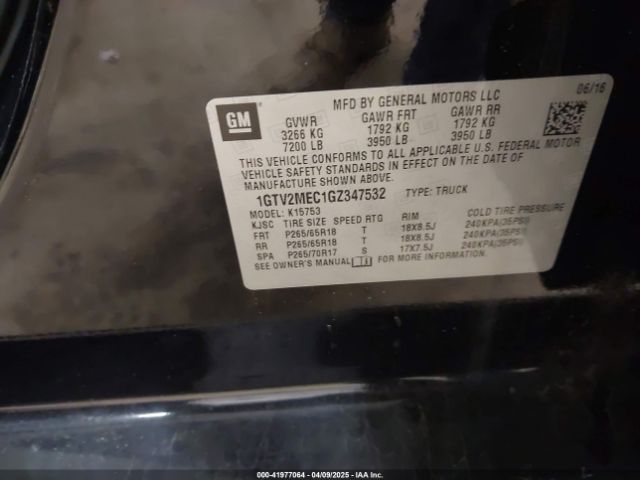 06/16
MFD BY GENERAL MOTORS LLC
GM
GVWR GAWR FRT GAWR RR
3266 KG 1792 KG 1792 KG
7200 LB 3950 LB 3950 LB
THIS VEHICLE CONFORMS TO ALL APPLICABLE U.S. FEDERAL MOTOR
VEHICLE SAFETY STANDARDS IN EFFECT ON THE DATE OF
MANUFACTURE SHOWN ABOVE.
1GTV2MEC1GZ347532 TYPE: TRUCK
MODEL: K15753
KJSC TIRE SIZE SPEED RTG RIM COLD TIRE PRESSURE
FRT P265/65R18 T 18X8.5J 240KPA(35PSI)
RR P265/65R18 T 18X8.5J 240KPA(35PSI)
SPA P265/70R17 S 17X7.5J 240KPA(35PSI)
SEE OWNER'S MANUAL FOR MORE INFORMATION.
000-41977064 | 04/09/2025 - IAA Inc.